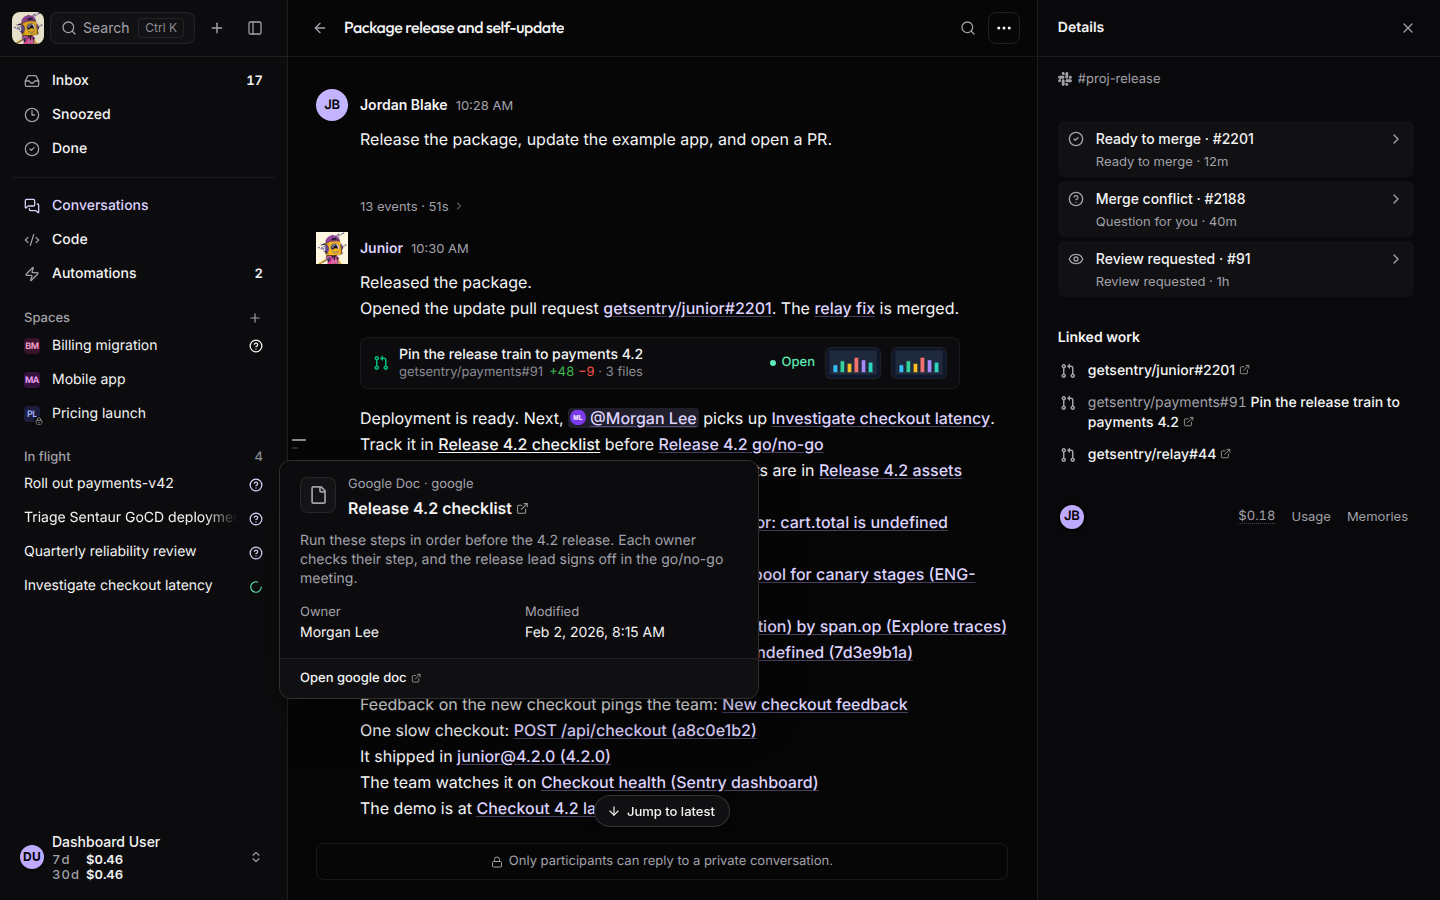 Search Ctrl K
Inbox 17
Snoozed
Done
Conversations
Code
Automations 2
Spaces
BM Billing migration
MA Mobile app
PL Pricing launch
In flight 4
Roll out payments-v42
Triage Sentaur GoCD deployme
Quarterly reliability review
Investigate checkout latency
DU Dashboard User
7d $0.46
30d $0.46
Package release and self-update
JB Jordan Blake 10:28 AM
Release the package, update the example app, and open a PR.
13 events · 51s
Junior 10:30 AM
Released the package.
Opened the update pull request getsentry/junior#2201. The relay fix is merged.
Pin the release train to payments 4.2
getsentry/payments#91 +48 −9 · 3 files
Open
Deployment is ready. Next, ML @Morgan Lee picks up Investigate checkout latency.
Track it in Release 4.2 checklist before Release 4.2 go/no-go
s are in Release 4.2 assets
or: cart.total is undefined
pool for canary stages (ENG-
tion) by span.op (Explore traces)
ndefined (7d3e9b1a)
Google Doc · google
Release 4.2 checklist
Run these steps in order before the 4.2 release. Each owner
checks their step, and the release lead signs off in the go/no-go
meeting.
Owner Modified
Morgan Lee Feb 2, 2026, 8:15 AM
Open google doc
Feedback on the new checkout pings the team: New checkout feedback
One slow checkout: POST /api/checkout (a8c0e1b2)
It shipped in junior@4.2.0 (4.2.0)
The team watches it on Checkout health (Sentry dashboard)
The demo is at Checkout 4.2 la
Jump to latest
Only participants can reply to a private conversation.
Details
#proj-release
Ready to merge · #2201
Ready to merge · 12m
Merge conflict · #2188
Question for you · 40m
Review requested · #91
Review requested · 1h
Linked work
getsentry/junior#2201
getsentry/payments#91 Pin the release train to
payments 4.2
getsentry/relay#44
JB $0.18 Usage Memories